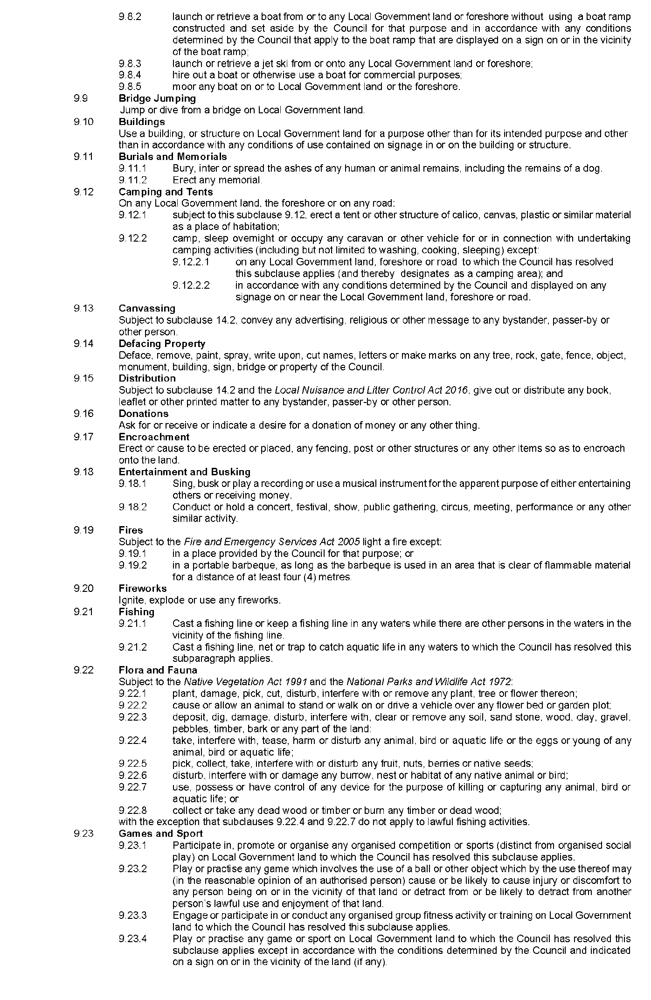 9.8.2 launch or retrieve a boat from or to any Local Government land or foreshore without using a boat ramp
constructed and set aside by the Council for that purpose and in accordance with any conditions
determined by the Council that apply to the boat ramp that are displayed on a sign on or in the vicinity
of the boat ramp;
9.8.3 launch or retrieve a jet ski from or onto any Local Government land or foreshore;
9.8.4 hire out a boat or otherwise use a boat for commercial purposes;
9.8.5 moor any boat on or to Local Government land or the foreshore.
9.9 Bridge Jumping
Jump or dive from a bridge on Local Government land.
9.10 Buildings
Use a building, or structure on Local Government land for a purpose other than for its intended purpose and other
than in accordance with any conditions of use contained on signage in or on the building or structure.
9.11 Burials and Memorials
9.11.1 Bury, inter or spread the ashes of any human or animal remains, including the remains of a dog.
9.11.2 Erect any memorial.
9.12 Camping and Tents
On any Local Government land, the foreshore or on any road:
9.12.1 subject to this subclause 9.12, erect a tent or other structure of calico, canvas, plastic or similar material
as a place of habitation;
9.12.2 camp, sleep overnight or occupy any caravan or other vehicle for or in connection with undertaking
camping activities (including but not limited to washing, cooking, sleeping) except:
9.12.2.1 on any Local Government land, foreshore or road to which the Council has resolved
this subclause applies (and thereby designates as a camping area); and
9.12.2.2 in accordance with any conditions determined by the Council and displayed on any
signage on or near the Local Government land, foreshore or road.
9.13 Canvassing
Subject to subclause 14.2, convey any advertising, religious or other message to any bystander, passer-by or
other person.
9.14 Defacing Property
Deface, remove, paint, spray, write upon, cut names, letters or make marks on any tree, rock, gate, fence, object,
monument, building, sign, bridge or property of the Council.
9.15 Distribution
Subject to subclause 14.2 and the Local Nuisance and Litter Control Act 2016, give out or distribute any book,
leaflet or other printed matter to any bystander, passer-by or other person.
9.16 Donations
Ask for or receive or indicate a desire for a donation of money or any other thing.
9.17 Encroachment
Erect or cause to be erected or placed, any fencing, post or other structures or any other items so as to encroach
onto the land.
9.18 Entertainment and Busking
9.18.1 Sing, busk or play a recording or use a musical instrument for the apparent purpose of either entertaining
others or receiving money.
9.18.2 Conduct or hold a concert, festival, show, public gathering, circus, meeting, performance or any other
similar activity.
9.19 Fires
Subject to the Fire and Emergency Services Act 2005 light a fire except:
9.19.1 in a place provided by the Council for that purpose; or
9.19.2 in a portable barbeque, as long as the barbeque is used in an area that is clear of flammable material
for a distance of at least four (4) metres.
9.20 Fireworks
Ignite, explode or use any fireworks.
9.21 Fishing
9.21.1 Cast a fishing line or keep a fishing line in any waters while there are other persons in the waters in the
vicinity of the fishing line.
9.21.2 Cast a fishing line, net or trap to catch aquatic life in any waters to which the Council has resolved this
subparagraph applies.
9.22 Flora and Fauna
Subject to the Native Vegetation Act 1991 and the National Parks and Wildlife Act 1972:
9.22.1 plant, damage, pick, cut, disturb, interfere with or remove any plant, tree or flower thereon;
9.22.2 cause or allow an animal to stand or walk on or drive a vehicle over any flower bed or garden plot;
9.22.3 deposit, dig, damage, disturb, interfere with, clear or remove any soil, sand stone, wood, clay, gravel,
pebbles, timber, bark or any part of the land;
9.22.4 take, interfere with, tease, harm or disturb any animal, bird or aquatic life or the eggs or young of any
animal, bird or aquatic life;
9.22.5 pick, collect, take, interfere with or disturb any fruit, nuts, berries or native seeds;
9.22.6 disturb, interfere with or damage any burrow, nest or habitat of any native animal or bird;
9.22.7 use, possess or have control of any device for the purpose of killing or capturing any animal, bird or
aquatic life; or
9.22.8 collect or take any dead wood or timber or burn any timber or dead wood;
with the exception that subclauses 9.22.4 and 9.22.7 do not apply to lawful fishing activities.
9.23 Games and Sport
9.23.1 Participate in, promote or organise any organised competition or sports (distinct from organised social
play) on Local Government land to which the Council has resolved this subclause applies.
9.23.2 Play or practise any game which involves the use of a ball or other object which by the use thereof may
(in the reasonable opinion of an authorised person) cause or be likely to cause injury or discomfort to
any person being on or in the vicinity of that land or detract from or be likely to detract from another
person's lawful use and enjoyment of that land.
9.23.3 Engage or participate in or conduct any organised group fitness activity or training on Local Government
land to which the Council has resolved this subclause applies.
9.23.4 Play or practise any game or sport on Local Government land to which the Council has resolved this
subclause applies except in accordance with the conditions determined by the Council and indicated
on a sign on or in the vicinity of the land (if any).